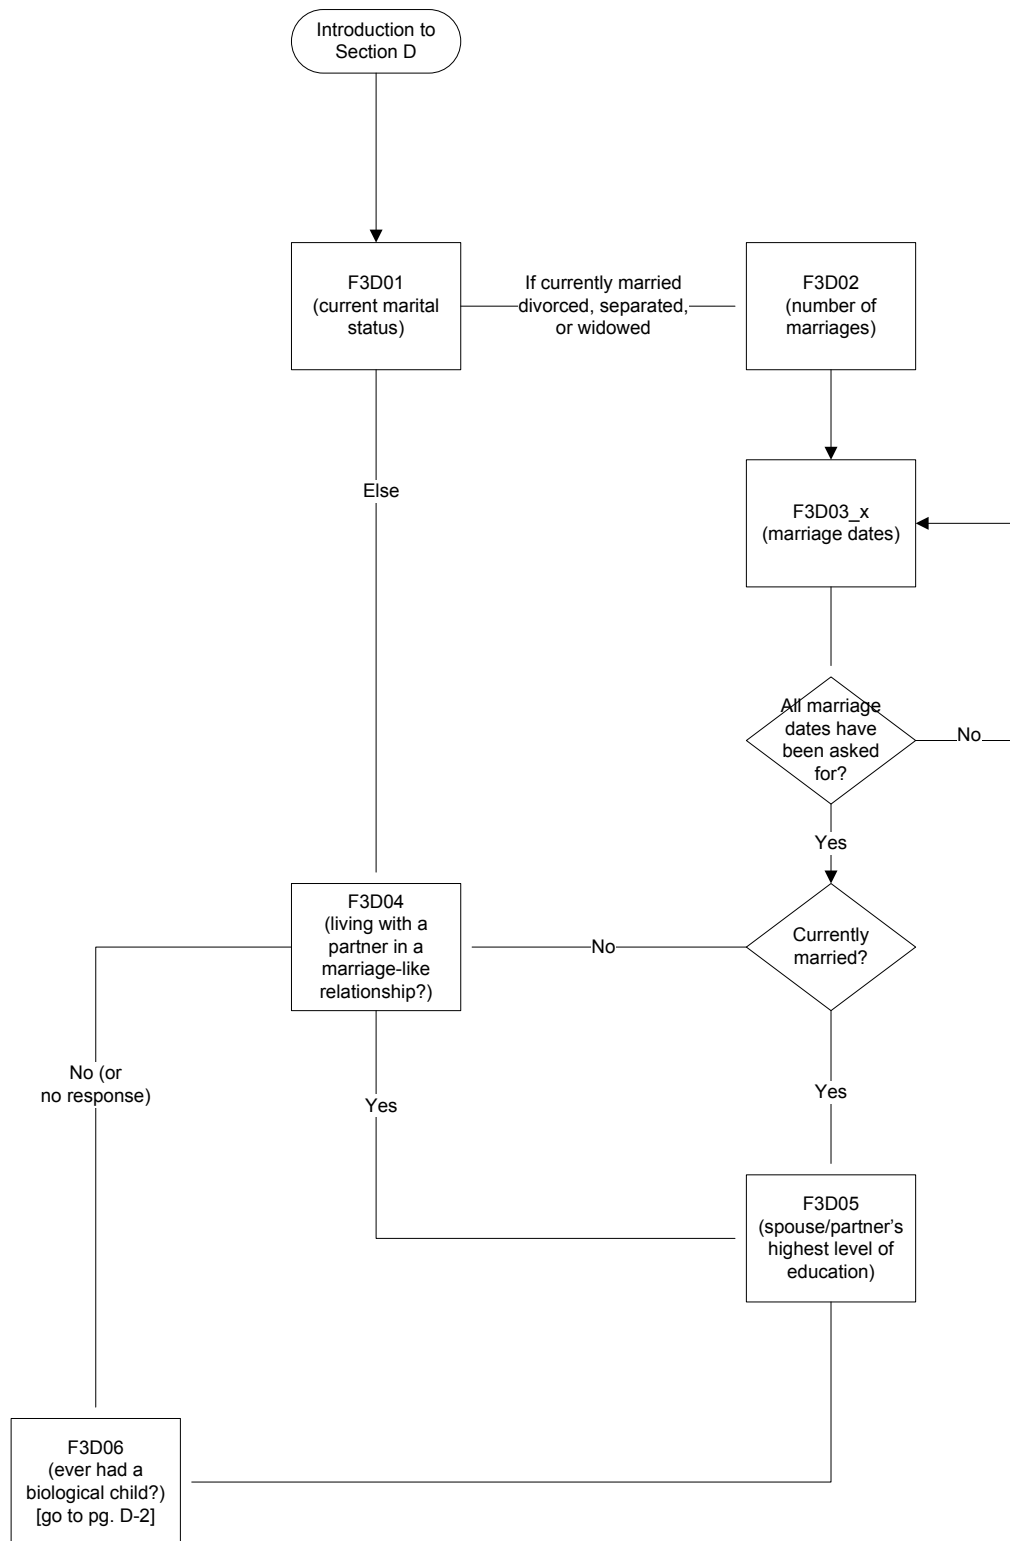 Introduction to
Section D
F3D01
(current marital
status)
If currently married
divorced, separated,
or widowed
F3D02
(number of
marriages)
Else
F3D03_x
(marriage dates)
All marriage
dates have
been asked
for?
No
Yes
F3D04
(living with a
partner in a
marriage-like
relationship?)
No
Currently
married?
No (or
no response)
Yes
Yes
F3D05
(spouse/partner’s
highest level of
education)
F3D06
(ever had a
biological child?)
[go to pg. D-2]